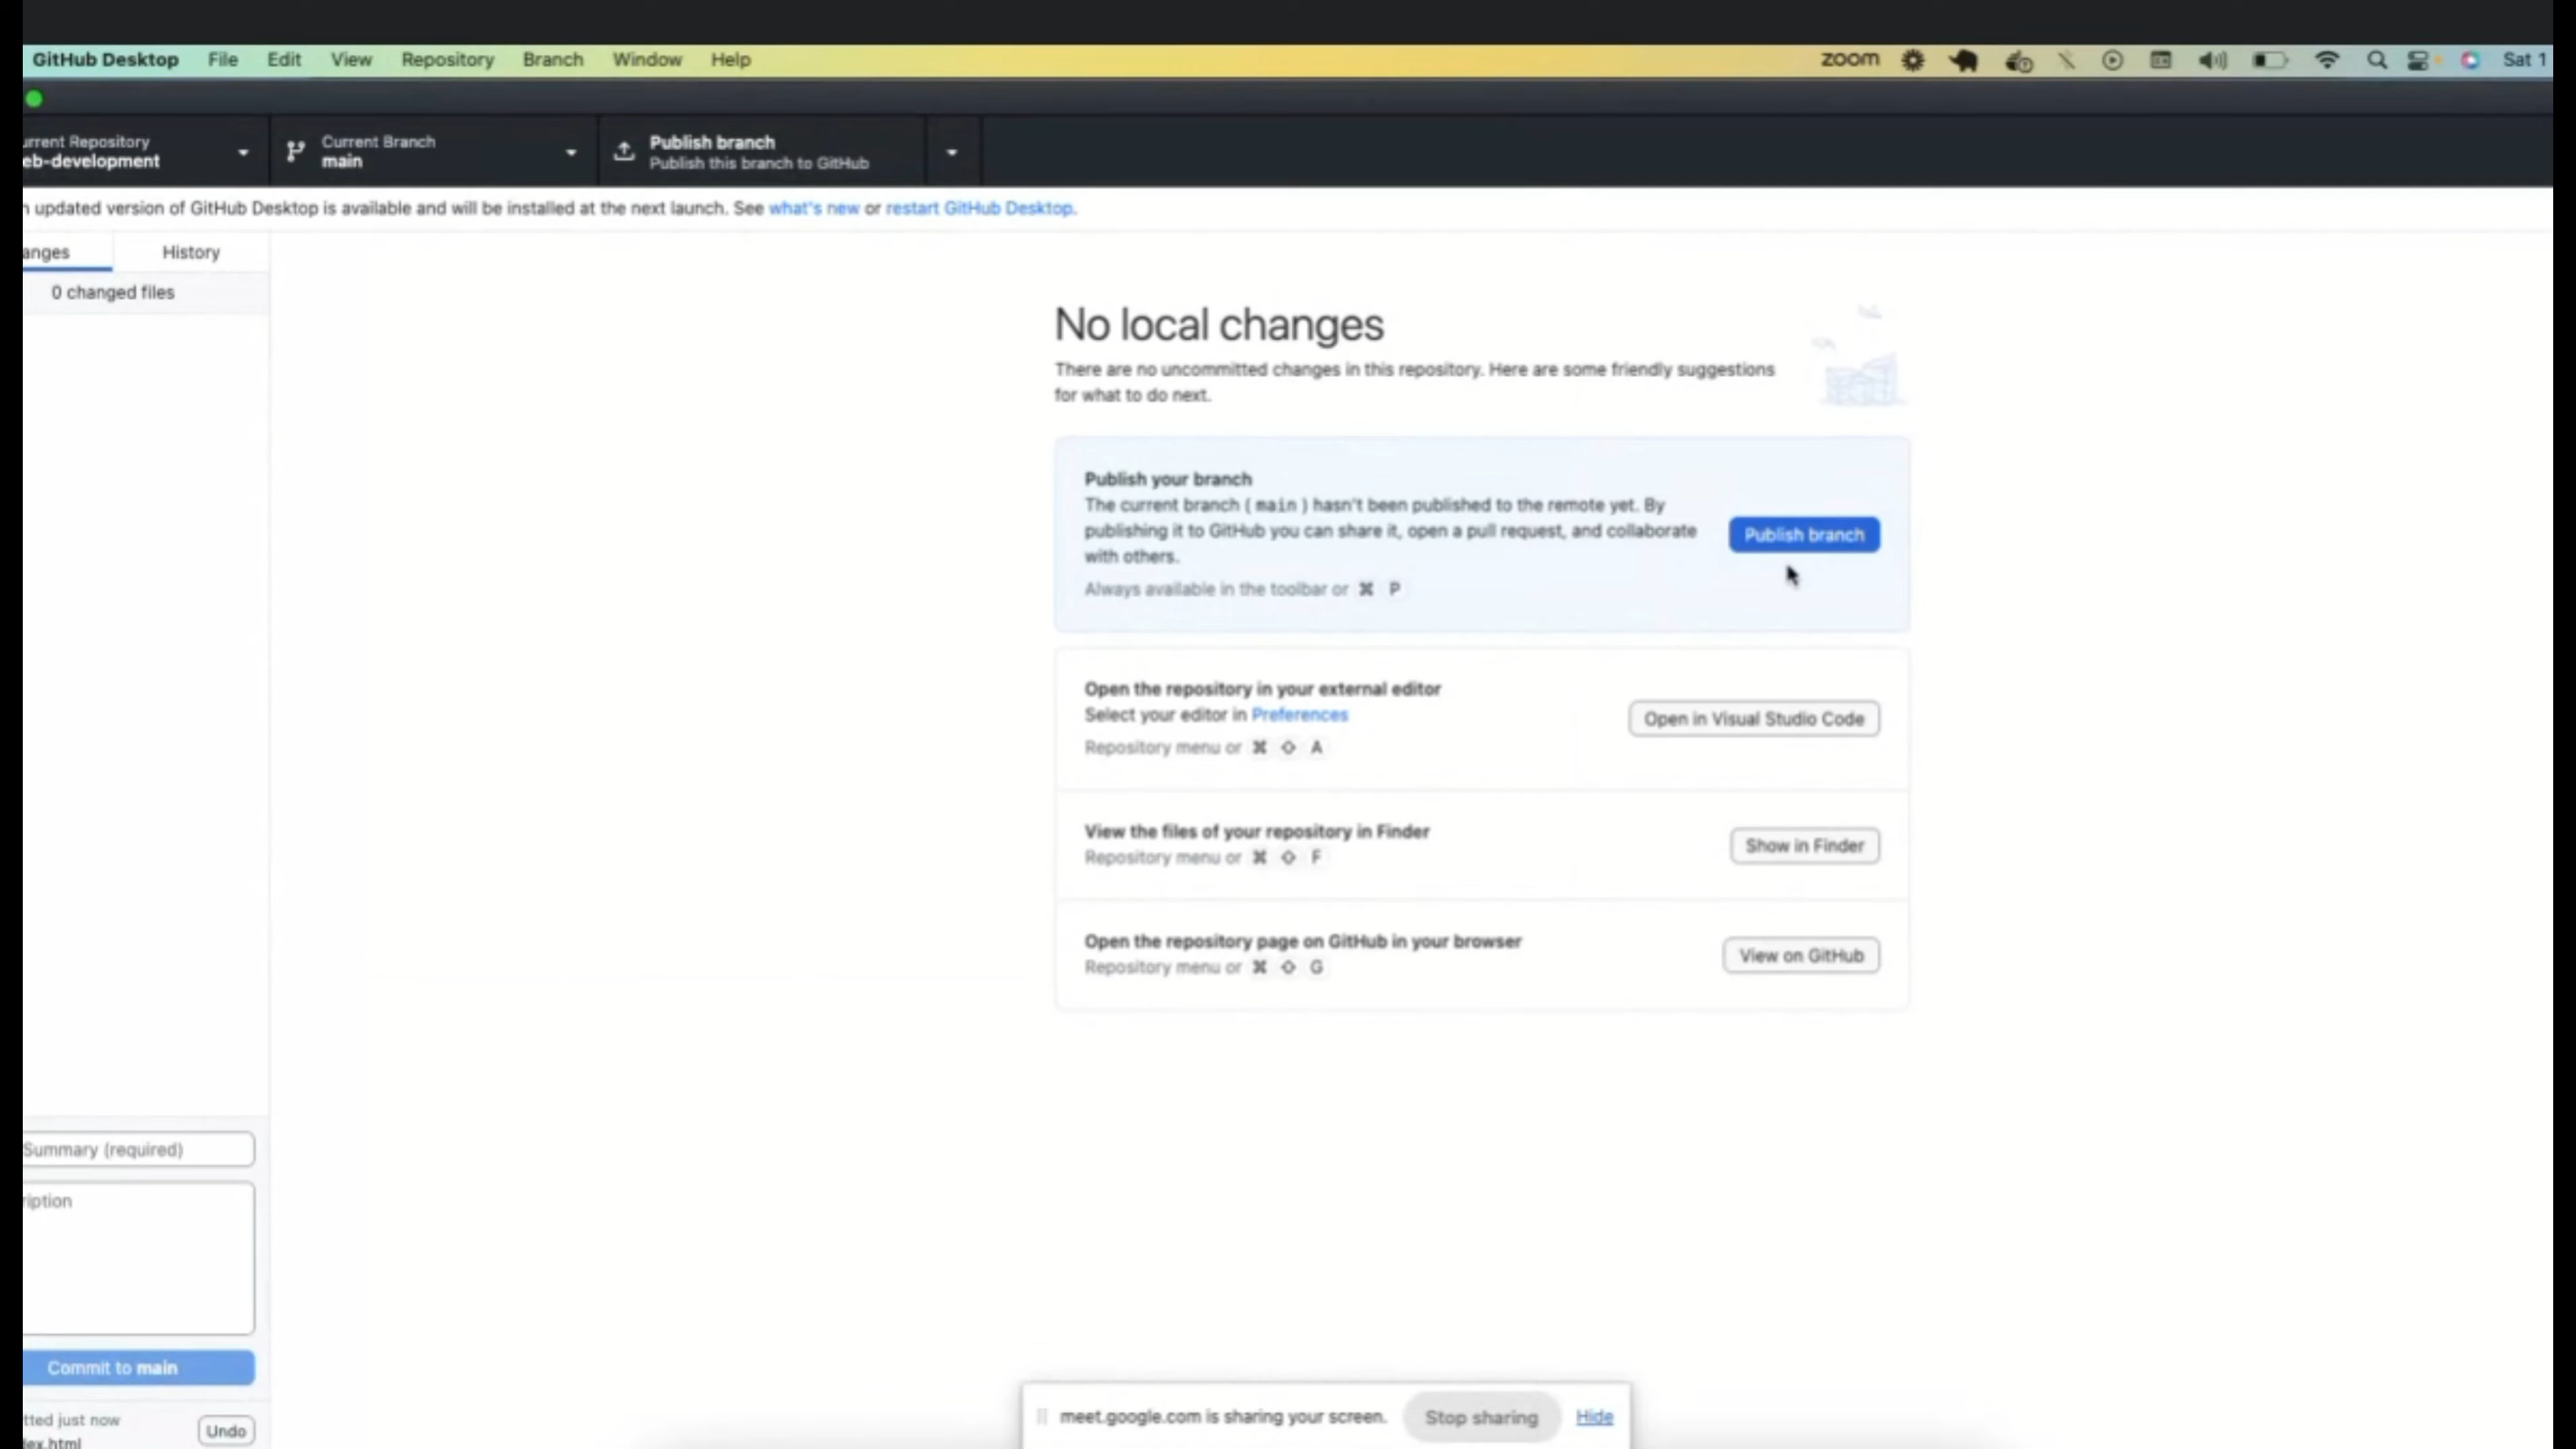 GitHub Desktop File Edit View Repository Branch Window Help zoom Sat 1
urrent Repository
eb-development
Current Branch
main
Publish branch
Publish this branch to GitHub
updated version of GitHub Desktop is available and will be installed at the next launch. See what's new or restart GitHub Desktop.
anges History
0 changed files
No local changes
There are no uncommitted changes in this repository. Here are some friendly suggestions
for what to do next.
Publish your branch
The current branch ( main ) hasn't been published to the remote yet. By
publishing it to GitHub you can share it, open a pull request, and collaborate
with others.
Always available in the toolbar or ⌘ P
Publish branch
Open the repository in your external editor
Select your editor in Preferences
Repository menu or ⌘ ⇧ A
Open in Visual Studio Code
View the files of your repository in Finder
Repository menu or ⌘ ⇧ F
Show in Finder
Open the repository page on GitHub in your browser
Repository menu or ⌘ ⇧ G
View on GitHub
Summary (required)
ription
Commit to main
tted just now
ex.html
Undo
meet.google.com is sharing your screen. Stop sharing Hide